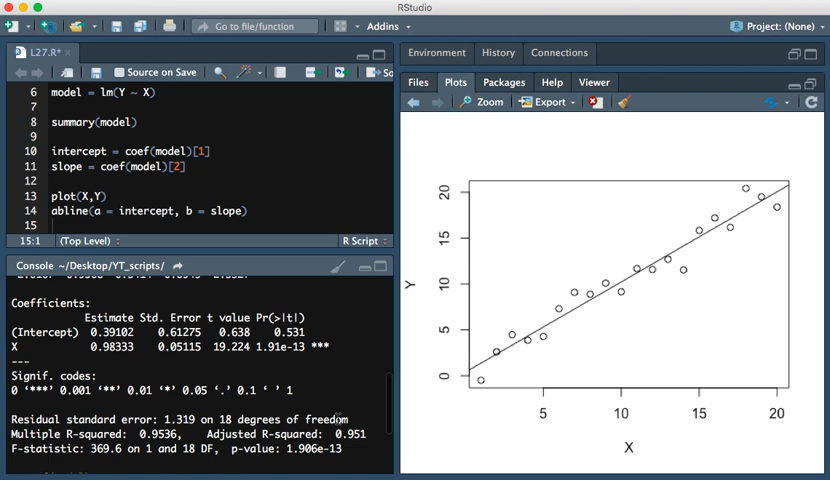 RStudio
Go to file/function
Addins
Project: (None)
L27.R*
Source on Save
So
6 model = lm(Y ~ X)
7
8 summary(model)
9
10 intercept = coef(model)[1]
11 slope = coef(model)[2]
12
13 plot(X,Y)
14 abline(a = intercept, b = slope)
15
15:1 (Top Level) R Script
Console ~/Desktop/YT_scripts/
Coefficients:
Estimate Std. Error t value Pr(>|t|)
(Intercept) 0.39102 0.61275 0.638 0.531
X 0.98333 0.05115 19.224 1.91e-13 ***
---
Signif. codes:
0 ‘***’ 0.001 ‘**’ 0.01 ‘*’ 0.05 ‘.’ 0.1 ‘ ’ 1
Residual standard error: 1.319 on 18 degrees of freedom
Multiple R-squared: 0.9536, Adjusted R-squared: 0.951
F-statistic: 369.6 on 1 and 18 DF, p-value: 1.906e-13
Environment History Connections
Files Plots Packages Help Viewer
Zoom Export
20
15
10
5
0
Y
5 10 15 20
X